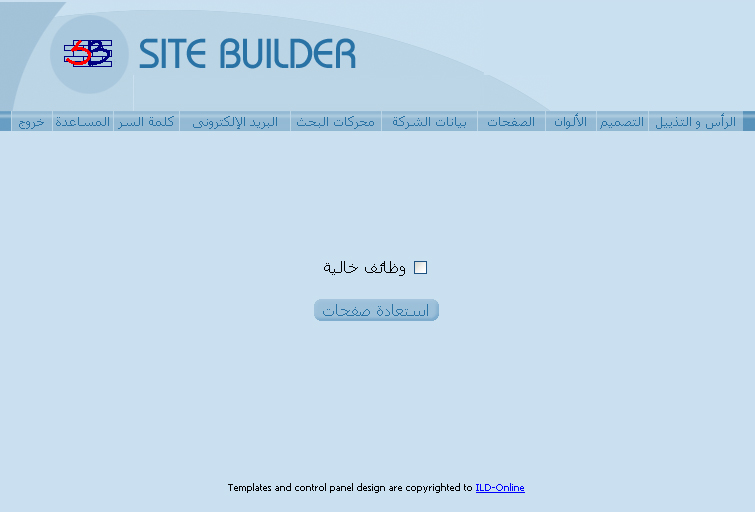 SB SITE BUILDER
الرأس و التذييل التصميم الألوان الصفحات بيانات الشركة محركات البحث البريد الإلكترونى كلمة السر المساعدة خروج
وظائف خالية
استعادة صفحات
Templates and control panel design are copyrighted to ILD-Online